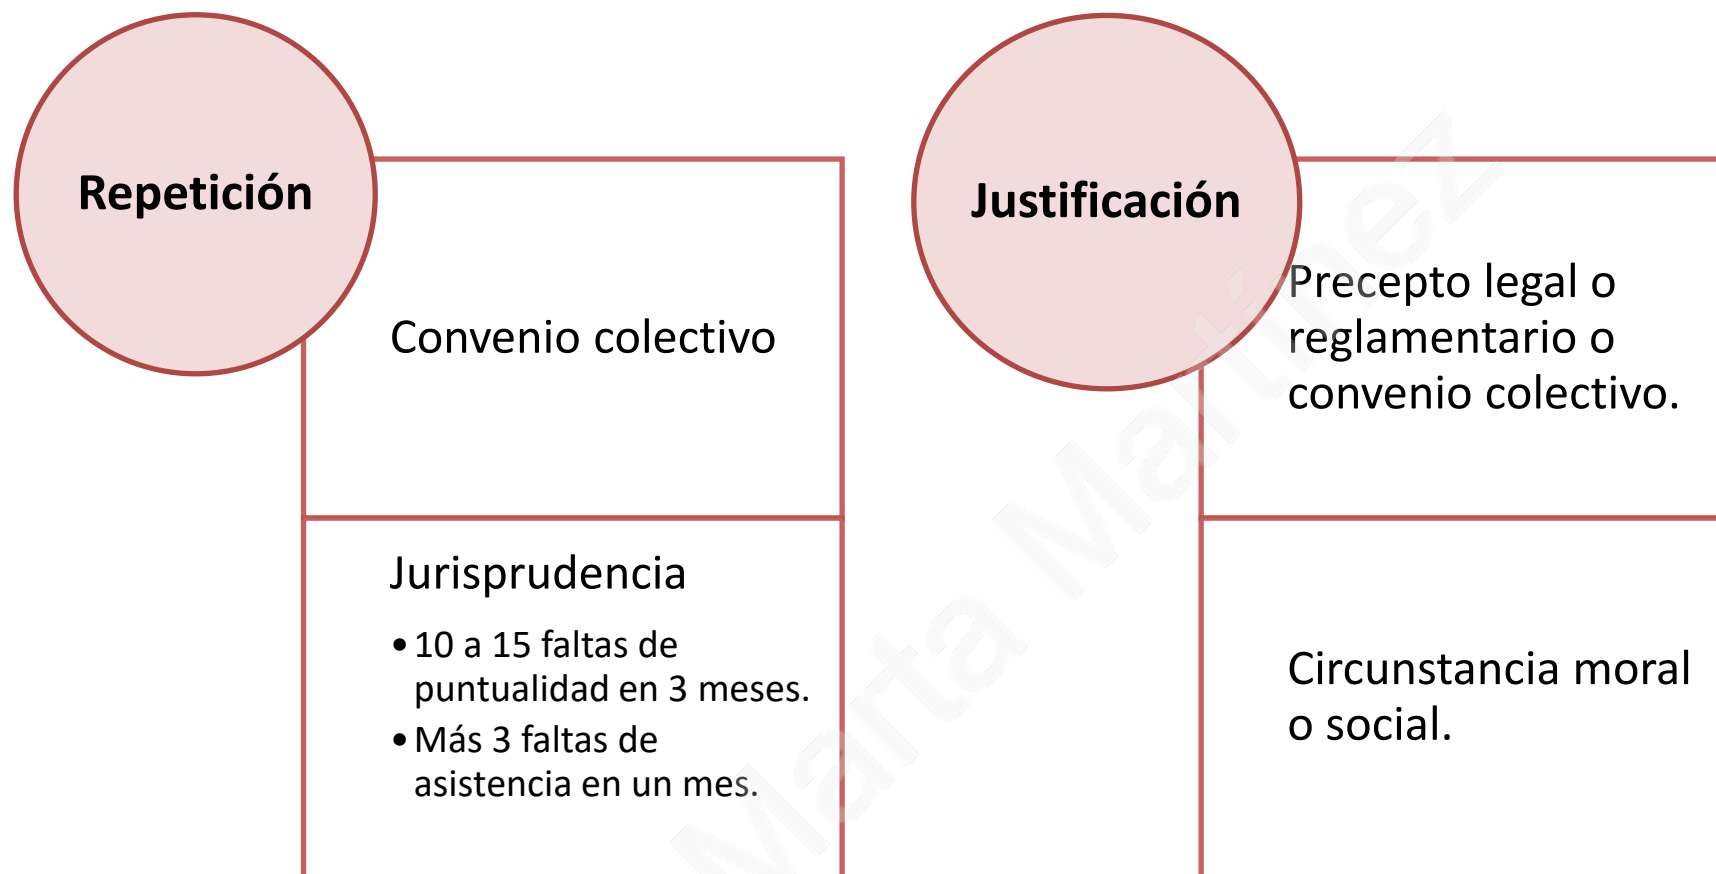 Repetición
Convenio colectivo
Jurisprudencia
•10 a 15 faltas de
puntualidad en 3 meses.
•Más 3 faltas de
asistencia en un mes.
Justificación
Precepto legal o
reglamentario o
convenio colectivo.
Circunstancia moral
o social.
Marta Martínez